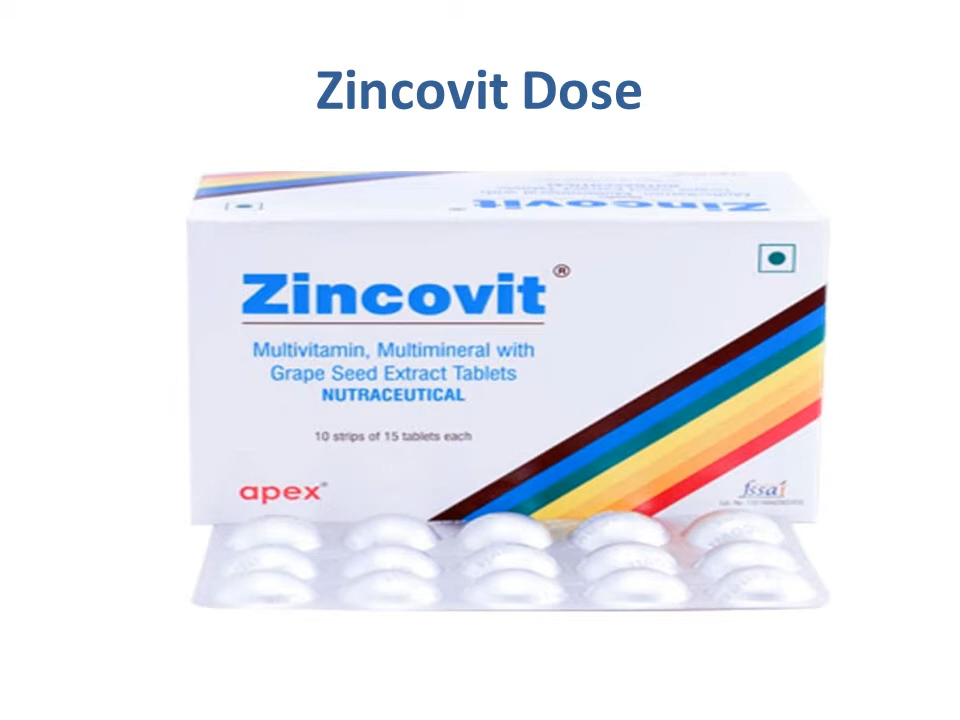 Zincovit Dose
Zincovit
Zincovit®
Multivitamin, Multimineral with
Grape Seed Extract Tablets
NUTRACEUTICAL
10 strips of 15 tablets each
apex®
fssai